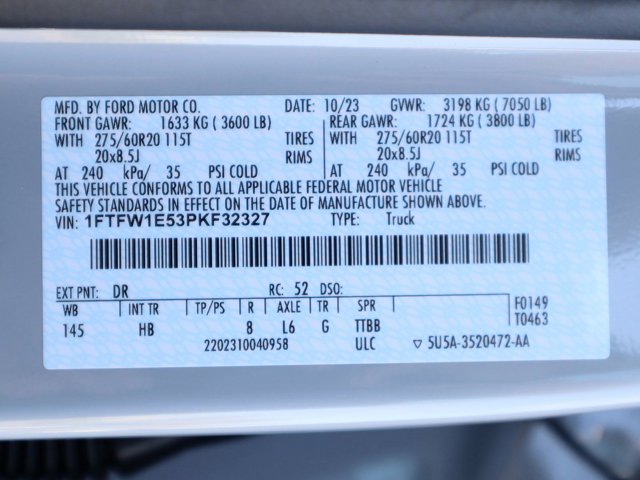 MFD. BY FORD MOTOR CO. DATE: 10/23 GVWR: 3198 KG ( 7050 LB)
FRONT GAWR: 1633 KG ( 3600 LB) REAR GAWR: 1724 KG ( 3800 LB)
WITH 275/60R20 115T TIRES WITH 275/60R20 115T TIRES
20x8.5J RIMS 20x8.5J RIMS
AT 240 kPa/ 35 PSI COLD AT 240 kPa/ 35 PSI COLD
THIS VEHICLE CONFORMS TO ALL APPLICABLE FEDERAL MOTOR VEHICLE
SAFETY STANDARDS IN EFFECT ON THE DATE OF MANUFACTURE SHOWN ABOVE.
VIN: 1FTFW1E53PKF32327 TYPE: Truck
EXT PNT: DR RC: 52 DSO:
WB INT TR TP/PS R AXLE TR SPR F0149
145 HB 8 L6 G TTBB T0463
2202310040958 ULC ▽ 5U5A-3520472-AA